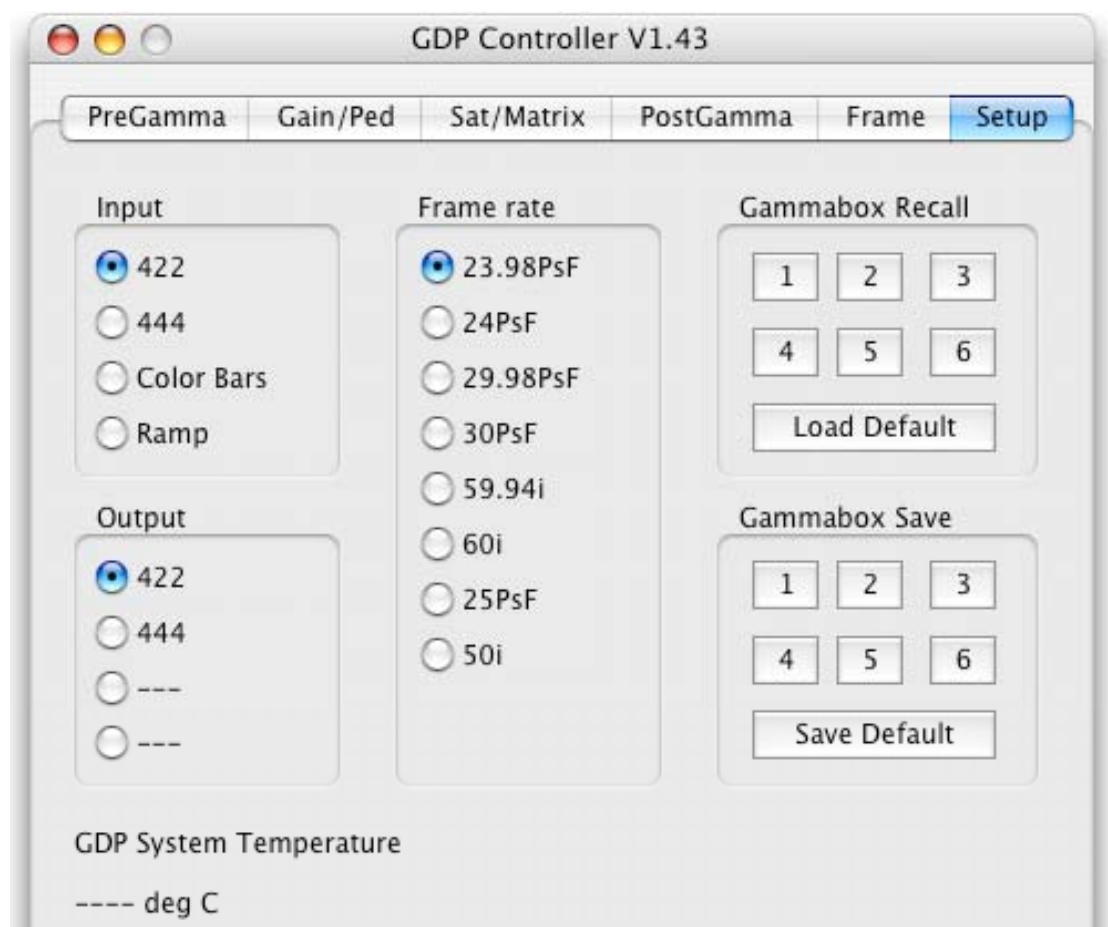 GDP Controller V1.43
PreGamma Gain/Ped Sat/Matrix PostGamma Frame Setup
Input
422
444
Color Bars
Ramp
Output
422
444
---
---
Frame rate
23.98PsF
24PsF
29.98PsF
30PsF
59.94i
60i
25PsF
50i
Gammabox Recall
1 2 3
4 5 6
Load Default
Gammabox Save
1 2 3
4 5 6
Save Default
GDP System Temperature
---- deg C